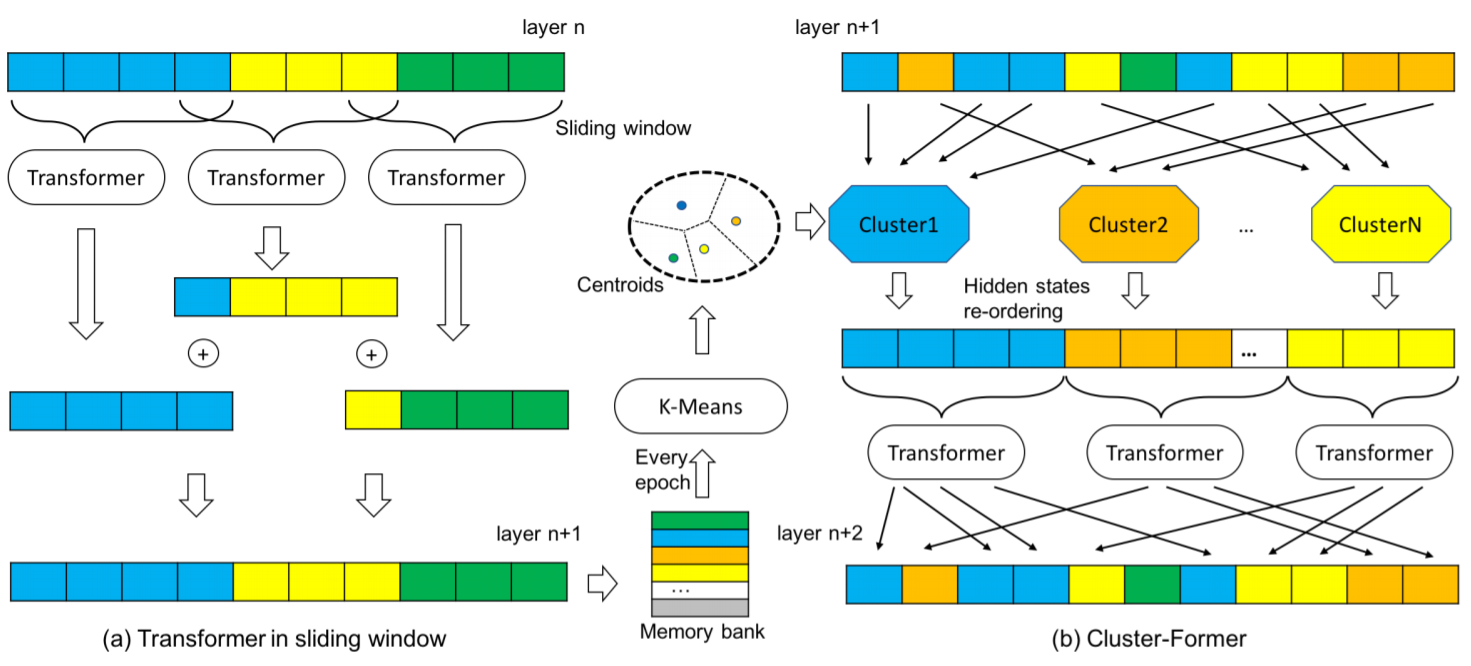 layer n
Sliding window
Transformer
Transformer
Transformer
+
+
layer n+1
(a) Transformer in sliding window
Centroids
K-Means
Every
epoch
...
Memory bank
layer n+1
Cluster1
Cluster2
...
ClusterN
Hidden states
re-ordering
...
Transformer
Transformer
Transformer
layer n+2
(b) Cluster-Former